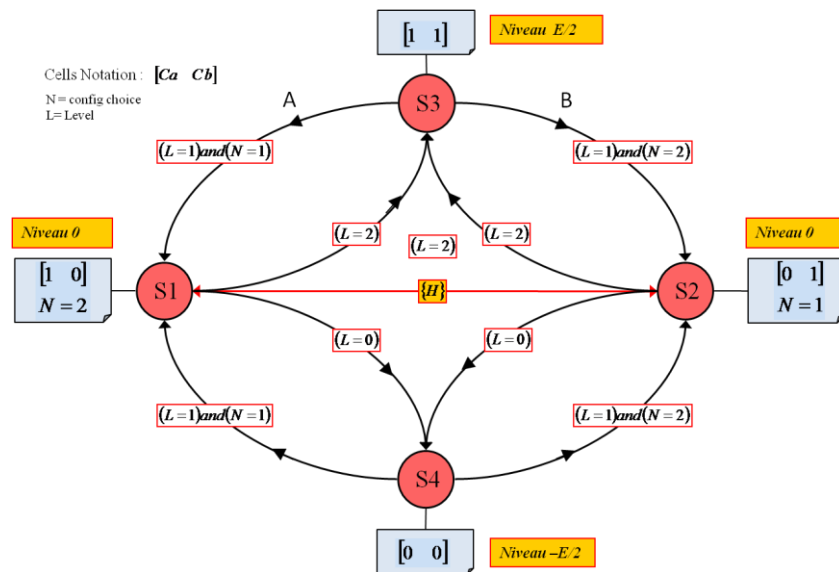 [1 1]
Niveau E/2
Cells Notation : [Ca Cb]
N = config choice
L= Level
A
S3
B
(L=1)and(N=1)
(L=1)and(N=2)
Niveau 0
(L=2)
(L=2)
(L=2)
Niveau 0
[1 0]
N=2
S1
{H}
S2
[0 1]
N=1
(L=0)
(L=0)
(L=1)and(N=1)
(L=1)and(N=2)
S4
[0 0]
Niveau –E/2